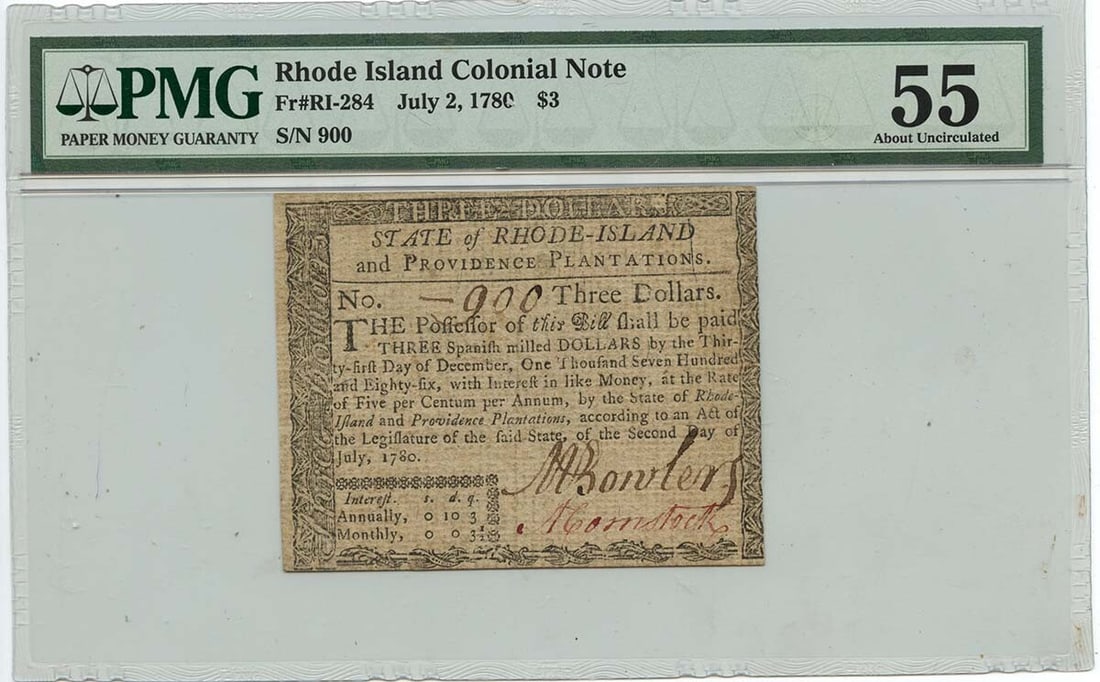 PMG
PAPER MONEY GUARANTY
Rhode Island Colonial Note
Fr#RI-284 July 2, 1780 $3
S/N 900
55
About Uncirculated
THREE DOLLARS
STATE of RHODE-ISLAND
and PROVIDENCE PLANTATIONS.
No. 900 Three Dollars.
THE Poſſeſſor of this Bill ſhall be paid
THREE Spaniſh milled DOLLARS by the Thir-
ty-firſt Day of December, One Thouſand Seven Hundred
and Eighty-ſix, with Intereſt in like Money, at the Rate
of Five per Centum per Annum, by the State of Rhode-
Iſland and Providence Plantations, according to an Act of
the Legiſlature of the ſaid State, of the Second Day of
July, 1780.
Intereſt. s. d. q.
Annually, 0 10 3
Monthly, 0 0 3½
Bowler
Comstock